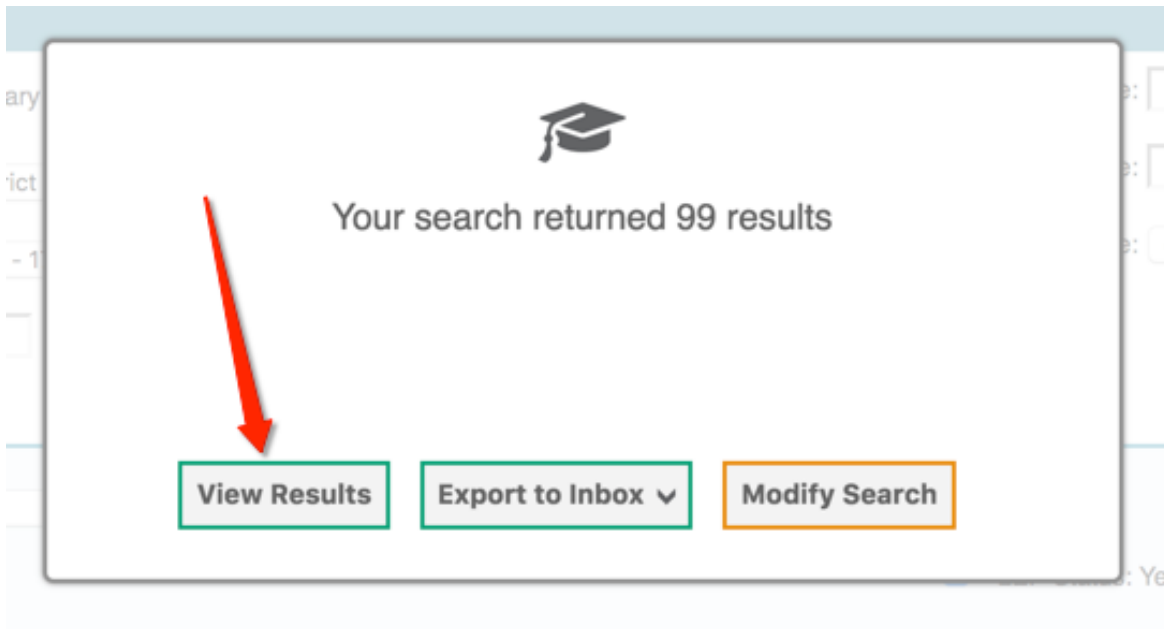 Your search returned 99 results
View Results
Export to Inbox
Modify Search